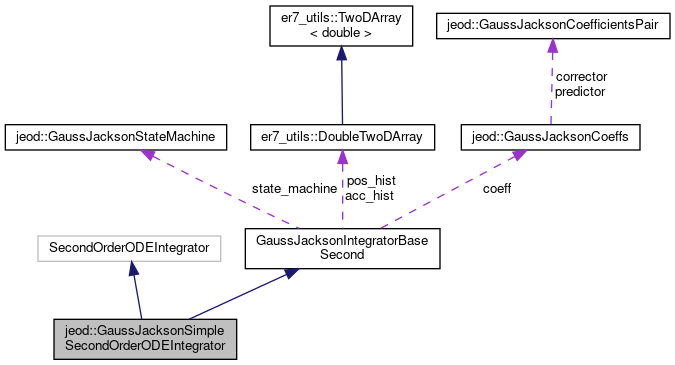 er7_utils::TwoDArray
< double >
jeod::GaussJacksonCoefficientsPair
corrector
predictor
jeod::GaussJacksonStateMachine
er7_utils::DoubleTwoDArray
jeod::GaussJacksonCoeffs
state_machine
pos_hist
acc_hist
coeff
SecondOrderODEIntegrator
GaussJacksonIntegratorBase
Second
jeod::GaussJacksonSimple
SecondOrderODEIntegrator